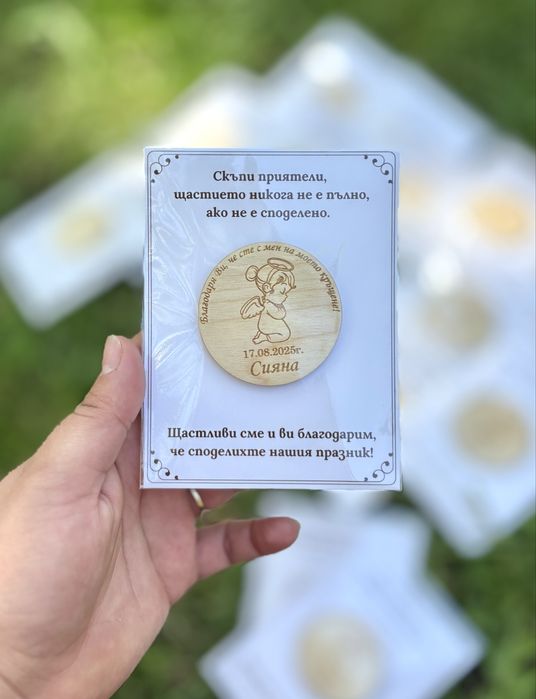 Скъпи приятели,
щастието никога не е пълно,
ако не е споделено.
Благодаря Ви, че сте с мен на моето кръщене!
17.08.2025г.
Сияна
Щастливи сме и ви благодарим,
че споделихте нашия празник!